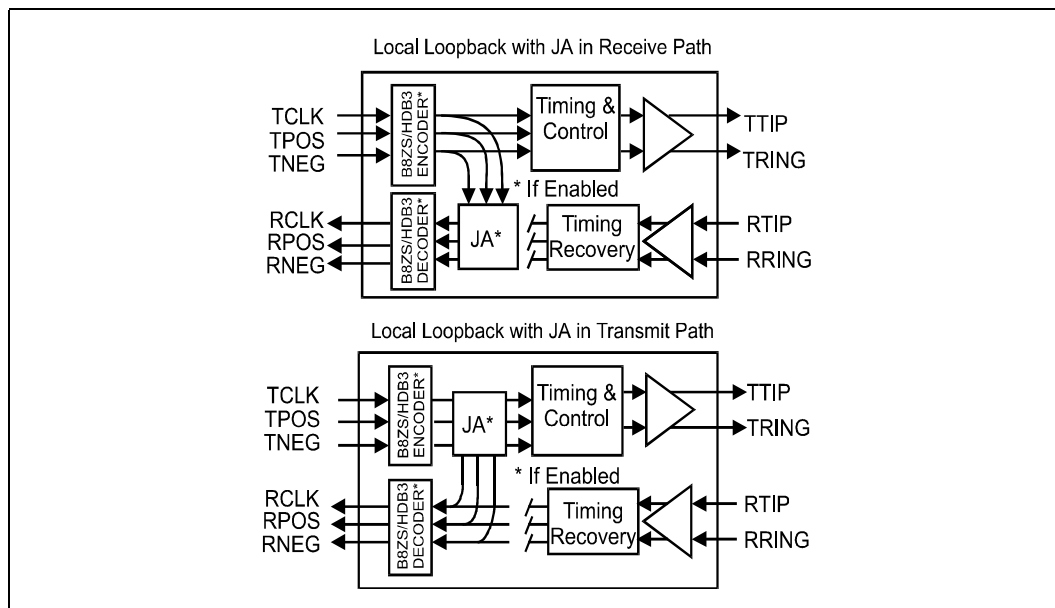 Local Loopback with JA in Receive Path
TCLK
TPOS
TNEG
B8ZS/HDB3
ENCODER*
Timing &
Control
TTIP
TRING
* If Enabled
RCLK
RPOS
RNEG
B8ZS/HDB3
DECODER*
JA*
Timing
Recovery
RTIP
RRING
Local Loopback with JA in Transmit Path
TCLK
TPOS
TNEG
B8ZS/HDB3
ENCODER*
JA*
Timing &
Control
TTIP
TRING
* If Enabled
RCLK
RPOS
RNEG
B8ZS/HDB3
DECODER*
Timing
Recovery
RTIP
RRING